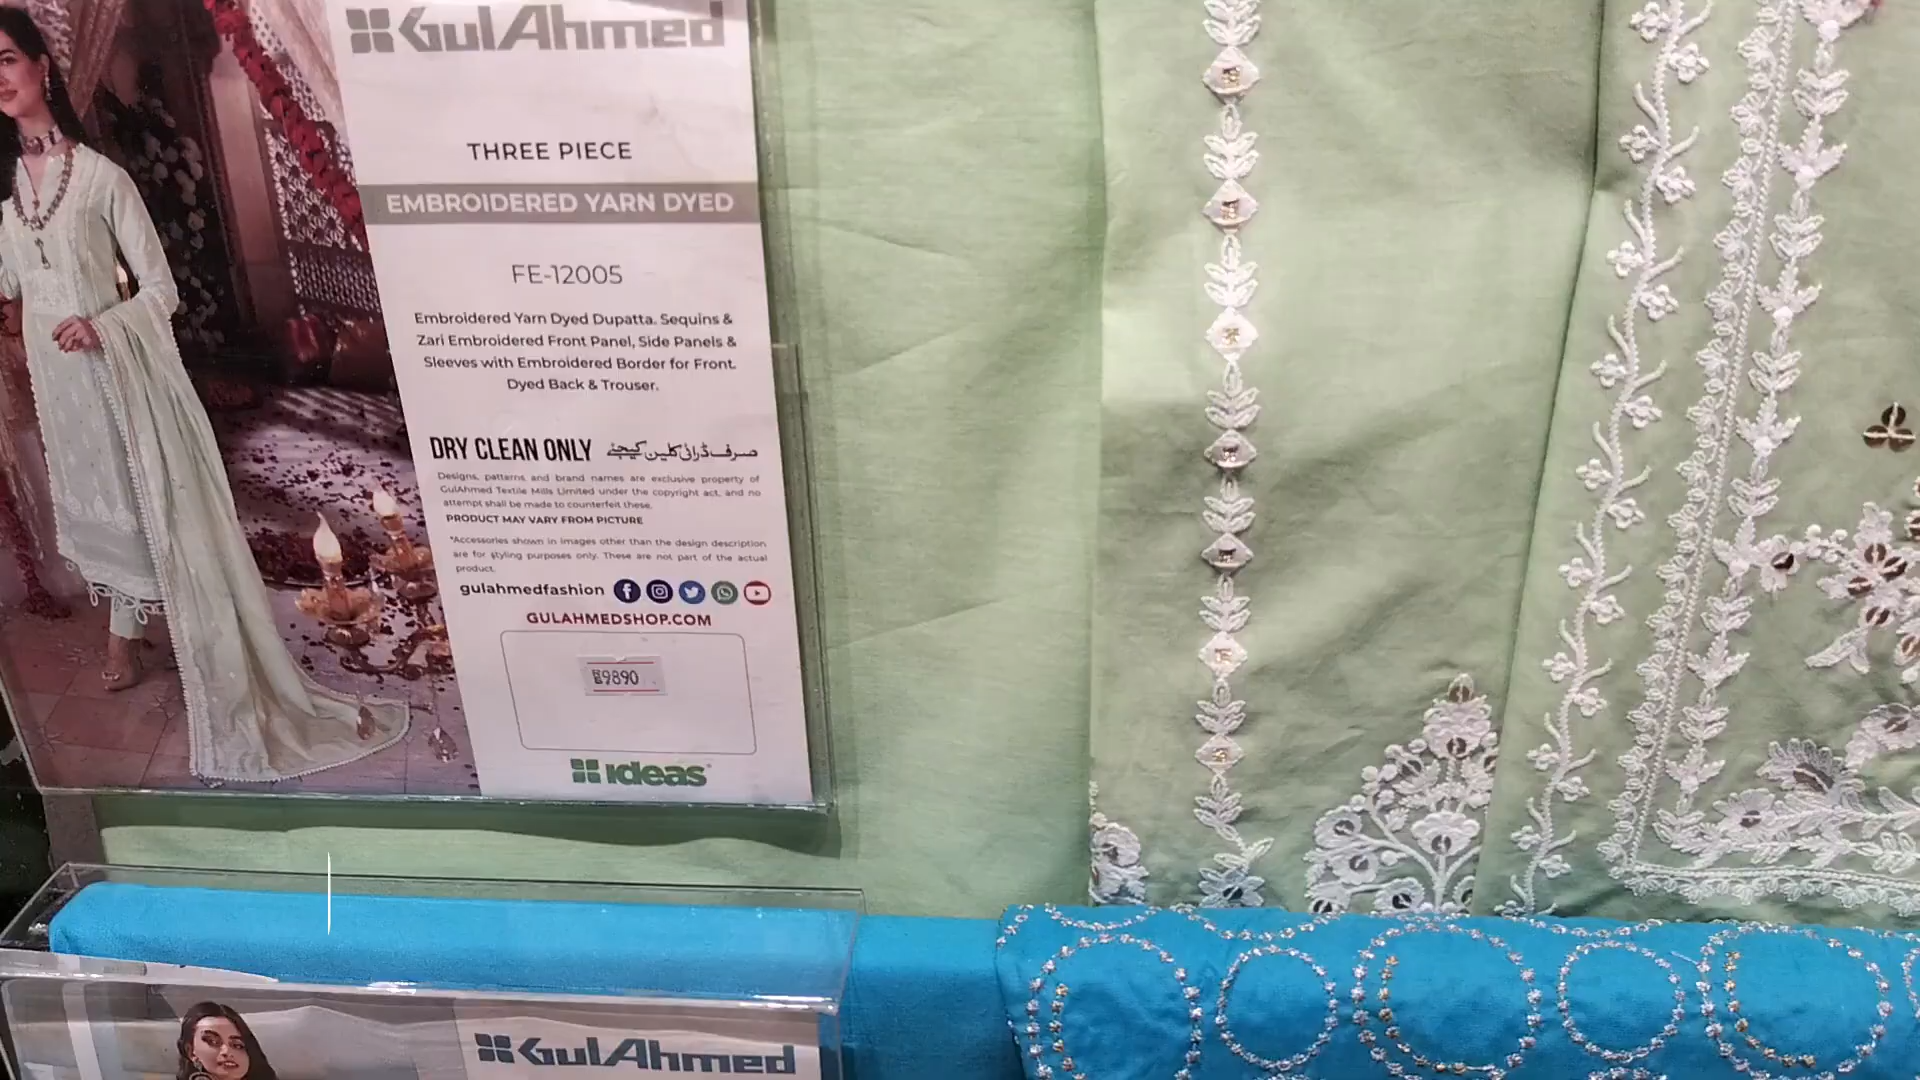 GulAhmed
THREE PIECE
EMBROIDERED YARN DYED
FE-12005
Embroidered Yarn Dyed Dupatta. Sequins &
Zari Embroidered Front Panel, Side Panels &
Sleeves with Embroidered Border for Front.
Dyed Back & Trouser.
DRY CLEAN ONLY صرف ڈرائی کلین کیجئے
Designs, patterns and brand names are exclusive property of
GulAhmed Textile Mills Limited under the copyright act, and no
attempt shall be made to counterfeit these.
PRODUCT MAY VARY FROM PICTURE
*Accessories shown in images other than the design description
are for styling purposes only. These are not part of the actual
product.
gulahmedfashion
GULAHMEDSHOP.COM
9890
ideas
GulAhmed